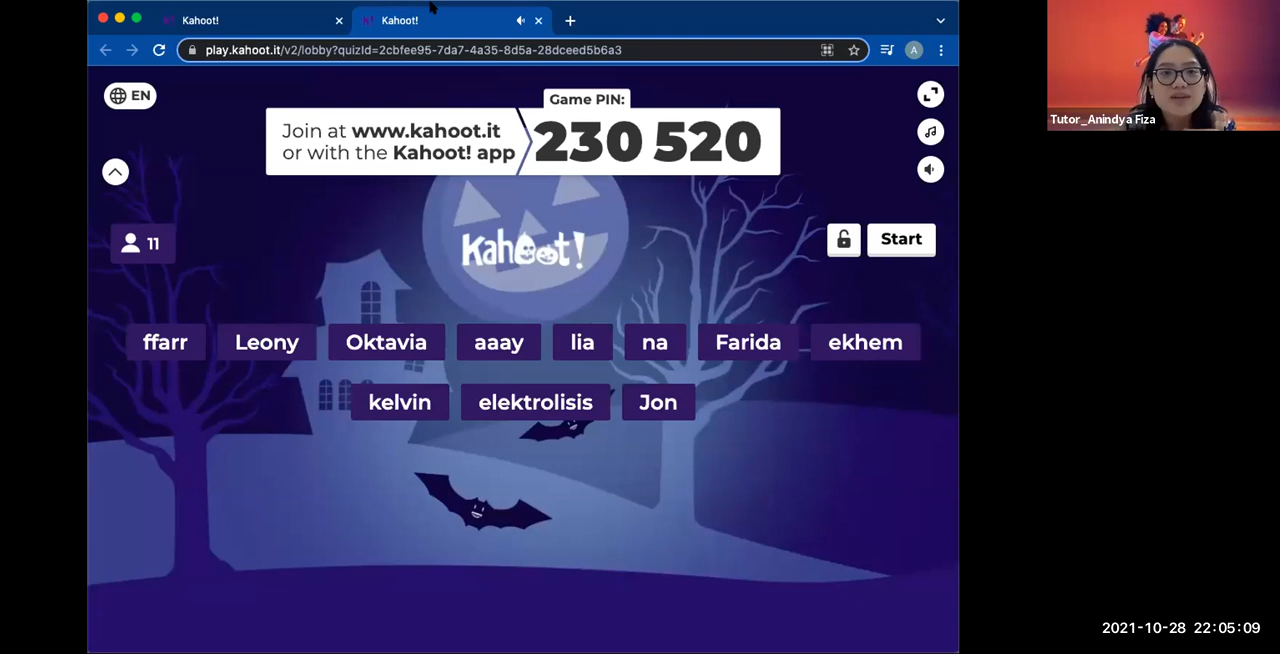 Kahoot!
Kahoot!
play.kahoot.it/v2/lobby?quizId=2cbfee95-7da7-4a35-8d5a-28dceed5b6a3
A
EN
Game PIN:
Join at www.kahoot.it
or with the Kahoot! app
230 520
11
Kahoot!
Start
ffarr Leony Oktavia aaay lia na Farida_ ekhem
kelvin elektrolisis Jon
Tutor_Anindya Fiza
2021-10-28 22:05:09